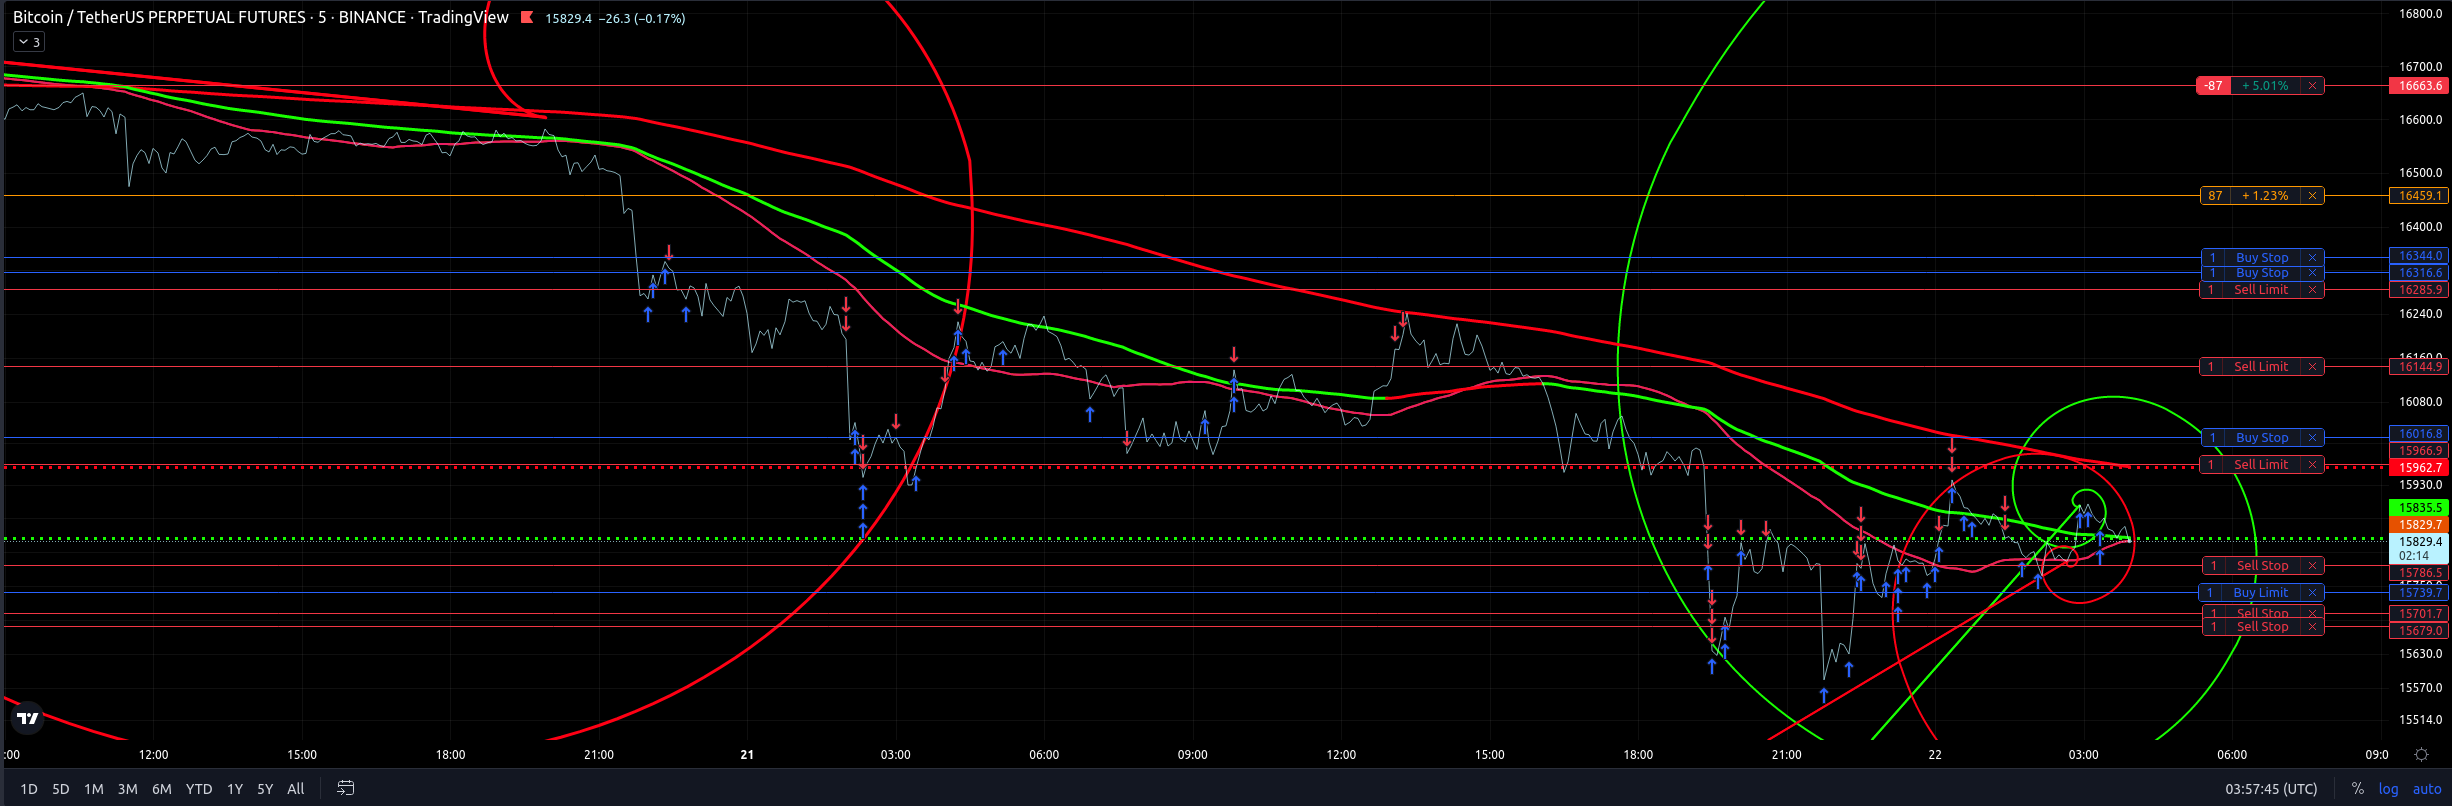 Bitcoin / TetherUS PERPETUAL FUTURES · 5 · BINANCE · TradingView 15829.4 −26.3 (−0.17%)
3
16800.0
16700.0
-87 + 5.01% × 16663.6
16600.0
16500.0
87 + 1.23% × 16459.1
16400.0
1 Buy Stop × 16344.0
1 Buy Stop × 16316.6
1 Sell Limit × 16285.9
16240.0
16160.0
1 Sell Limit × 16144.9
16080.0
1 Buy Stop × 16016.8
15966.9
1 Sell Limit × 15962.7
15930.0
15835.5
15829.7
15829.4
02:14
1 Sell Stop × 15786.5
1 Buy Limit × 15739.7
1 Sell Stop × 15701.7
1 Sell Stop × 15679.0
15630.0
15570.0
15514.0
:00 12:00 15:00 18:00 21:00 21 03:00 06:00 09:00 12:00 15:00 18:00 21:00 22 03:00 06:00 09:0
1D 5D 1M 3M 6M YTD 1Y 5Y All 03:57:45 (UTC) % log auto